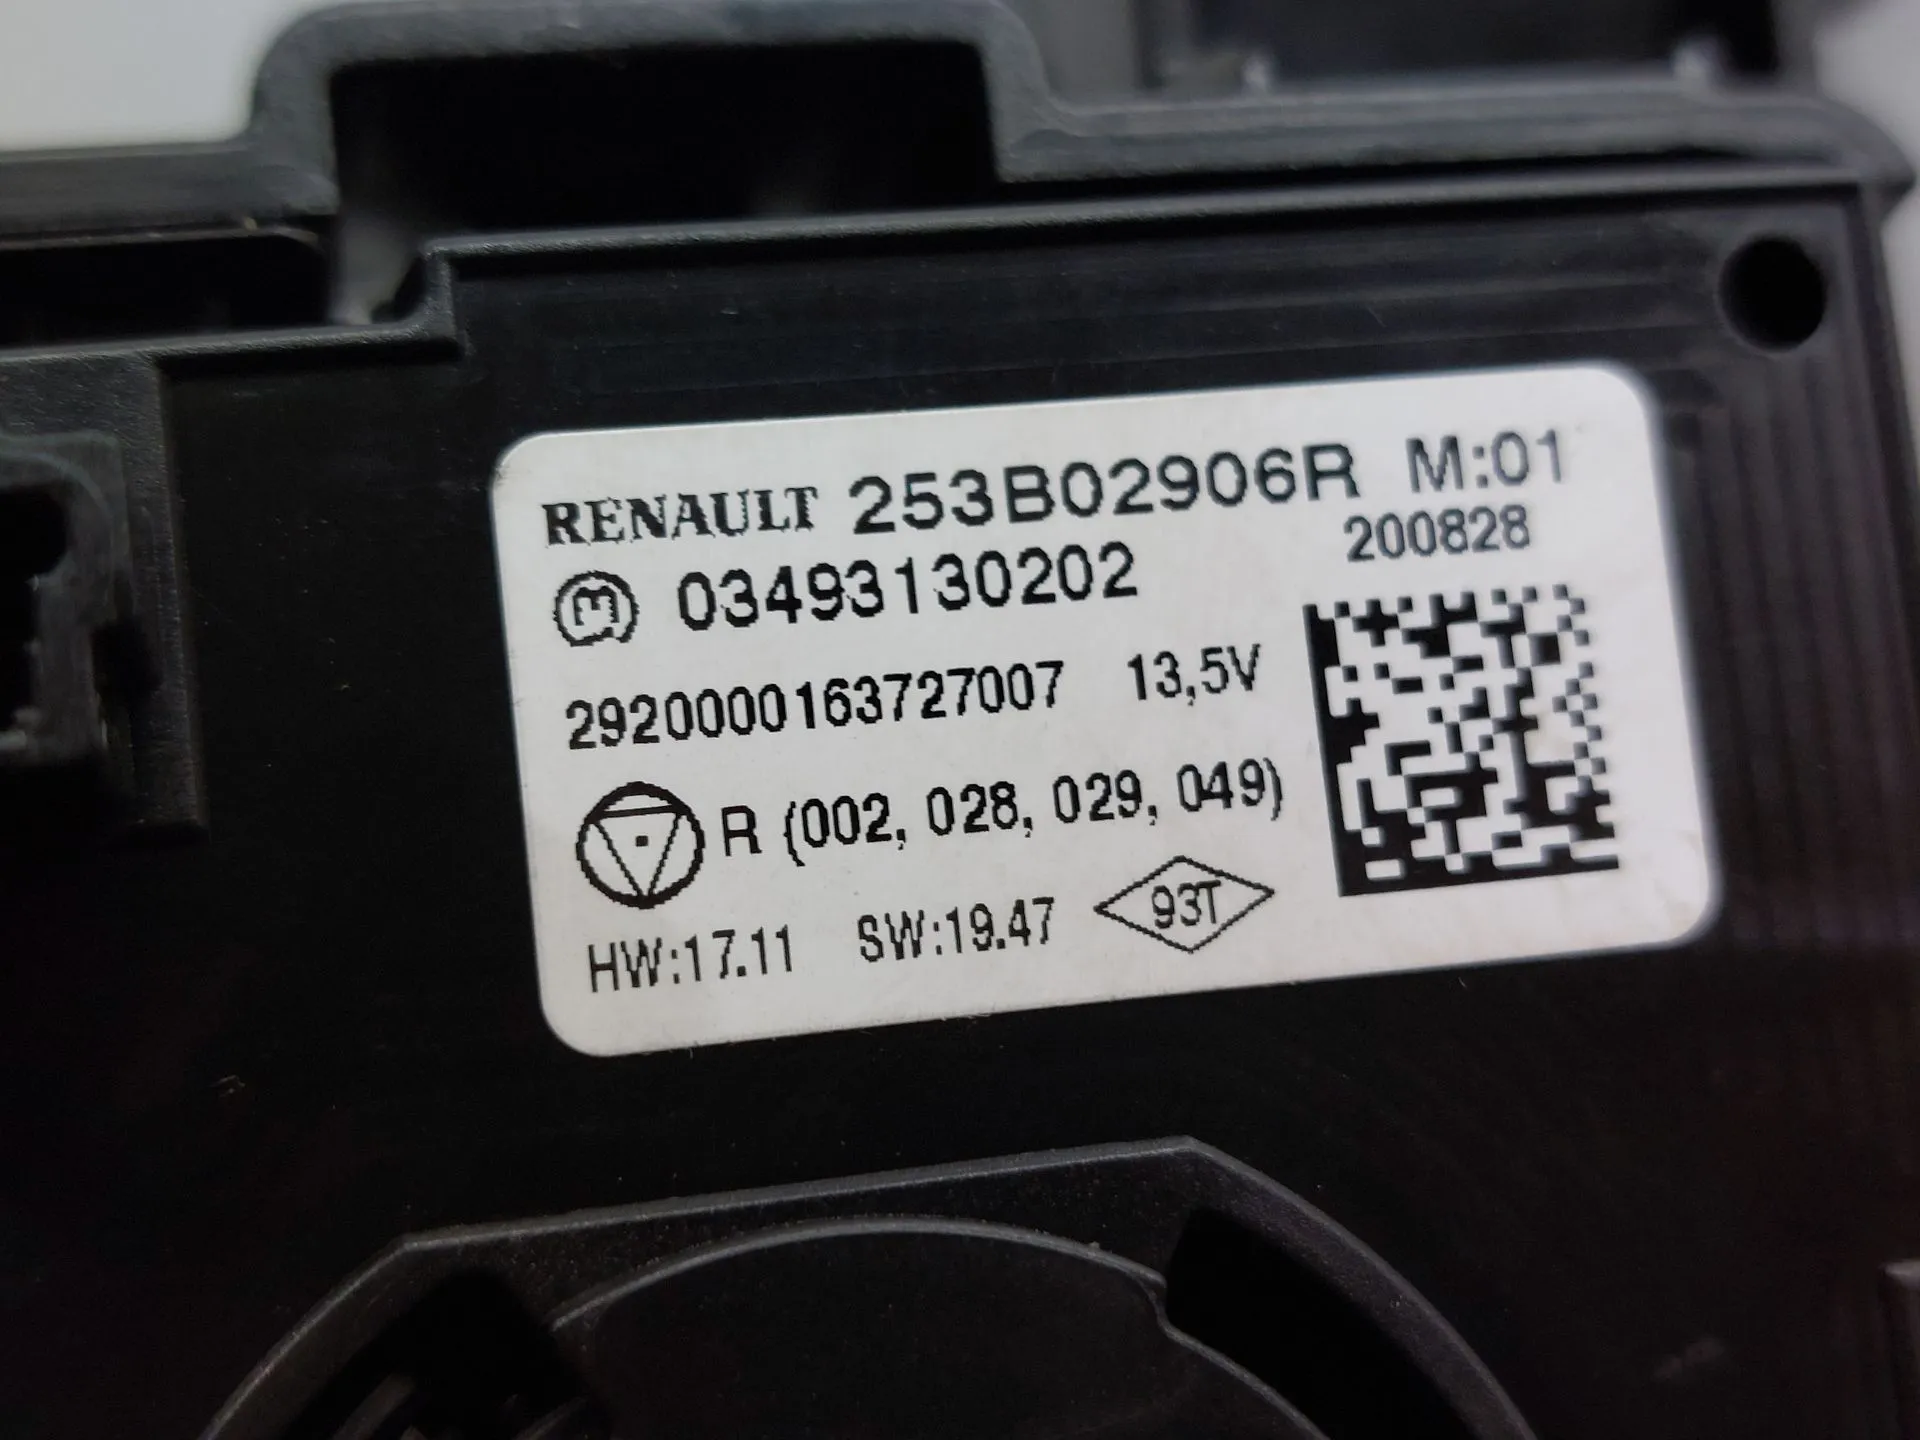 RENAULT 253B02906R M:01
200828
03493130202
2920000163727007 13,5V
R (002, 028, 029, 049)
HW:17.11 SW:19.47 93T